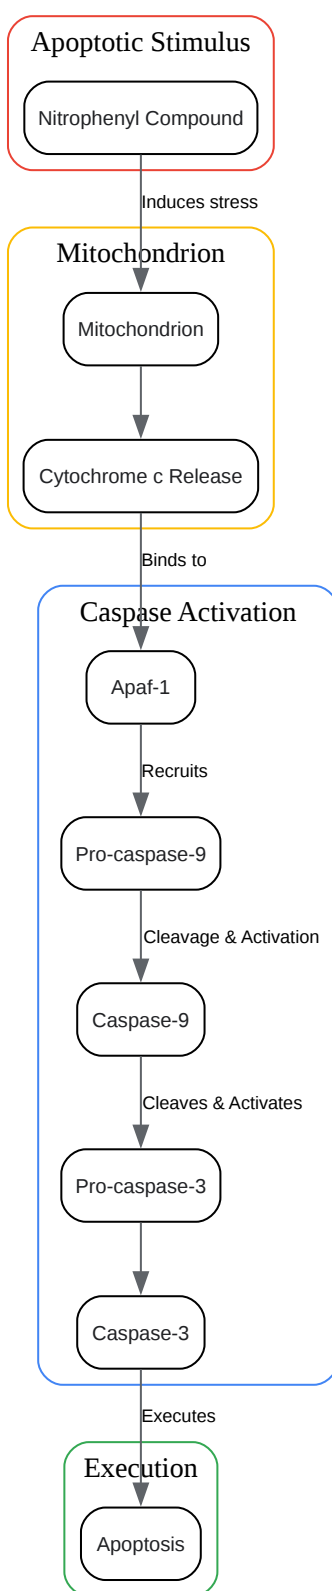 Apoptotic Stimulus
Nitrophenyl Compound
Induces stress
Mitochondrion
Mitochondrion
Cytochrome c Release
Binds to
Caspase Activation
Apaf-1
Recruits
Pro-caspase-9
Cleavage & Activation
Caspase-9
Cleaves & Activates
Pro-caspase-3
Caspase-3
Executes
Execution
Apoptosis